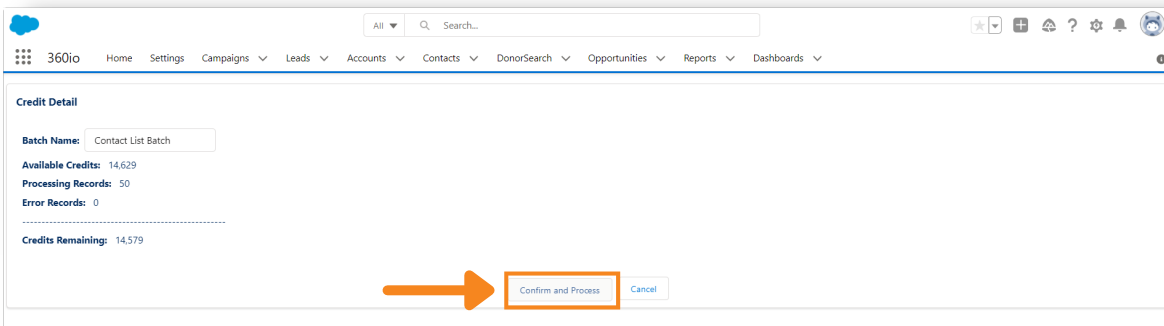 All Search...
360io Home Settings Campaigns Leads Accounts Contacts DonorSearch Opportunities Reports Dashboards
Credit Detail
Batch Name: Contact List Batch
Available Credits: 14,629
Processing Records: 50
Error Records: 0
------------------------------------------------------
Credits Remaining: 14,579
Confirm and Process Cancel